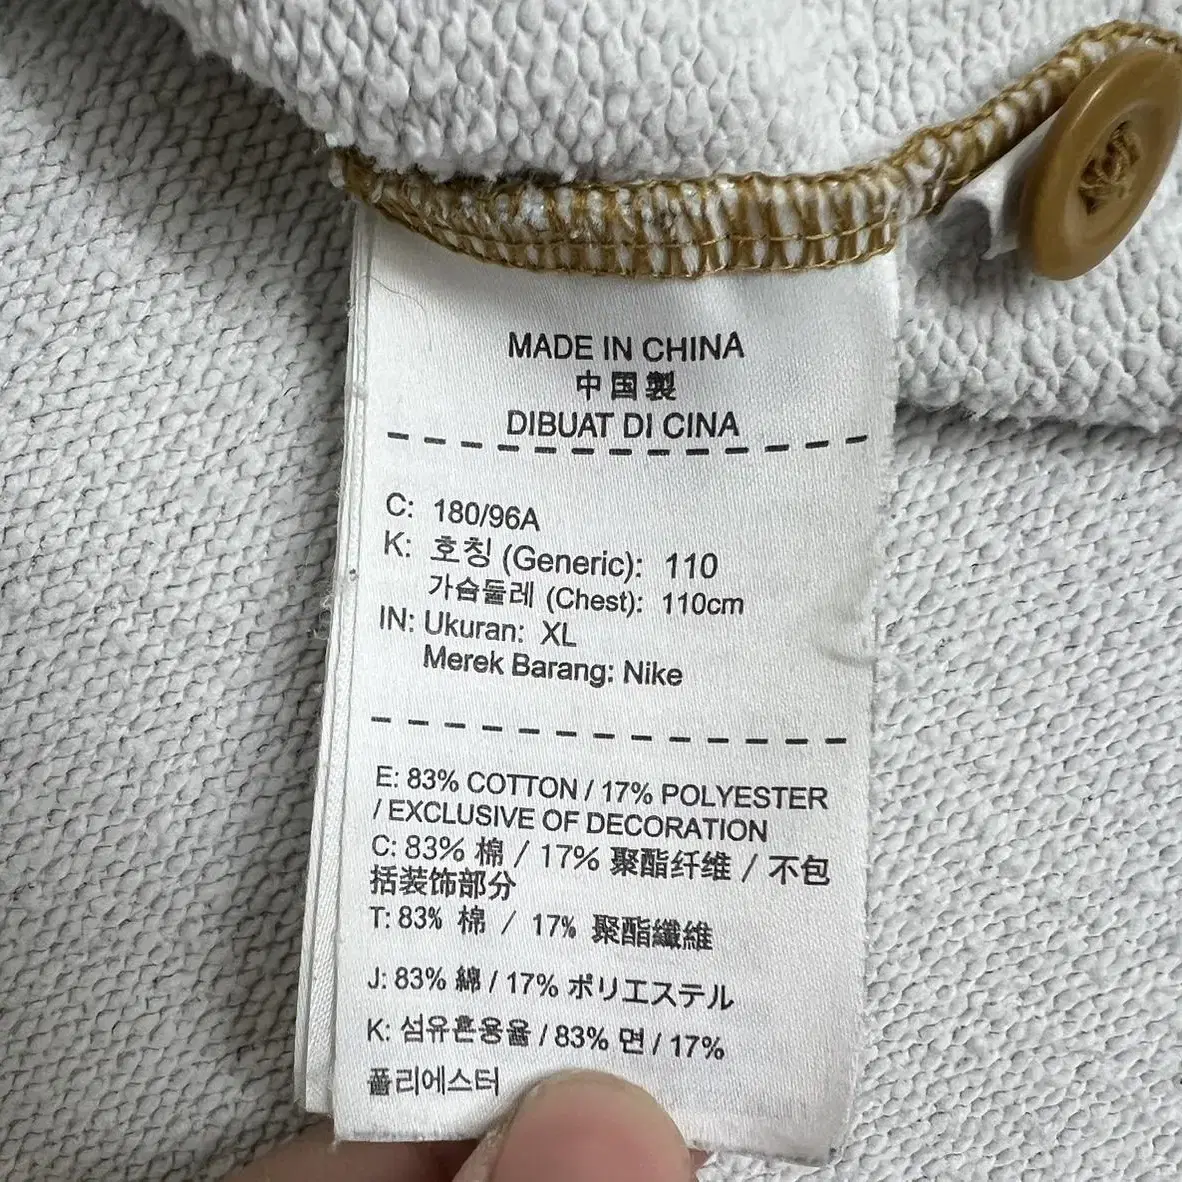 MADE IN CHINA
中国製
DIBUAT DI CINA
C: 180/96A
K: 호칭 (Generic): 110
가슴둘레 (Chest): 110cm
IN: Ukuran: XL
Merek Barang: Nike
E: 83% COTTON / 17% POLYESTER
/ EXCLUSIVE OF DECORATION
C: 83% 棉 / 17% 聚酯纤维 / 不包
括装饰部分
T: 83% 棉 / 17% 聚酯纖維
J: 83% 綿 / 17% ポリエステル
K: 섬유혼용율 / 83% 면 / 17%
폴리에스터